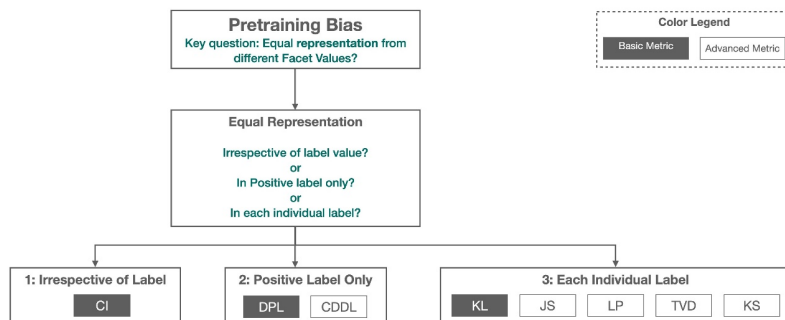 Pretraining Bias
Key question: Equal representation from
different Facet Values?
Color Legend
Basic Metric
Advanced Metric
Equal Representation
Irrespective of label value?
or
In Positive label only?
or
In each individual label?
1: Irrespective of Label
CI
2: Positive Label Only
DPL
CDDL
3: Each Individual Label
KL
JS
LP
TVD
KS